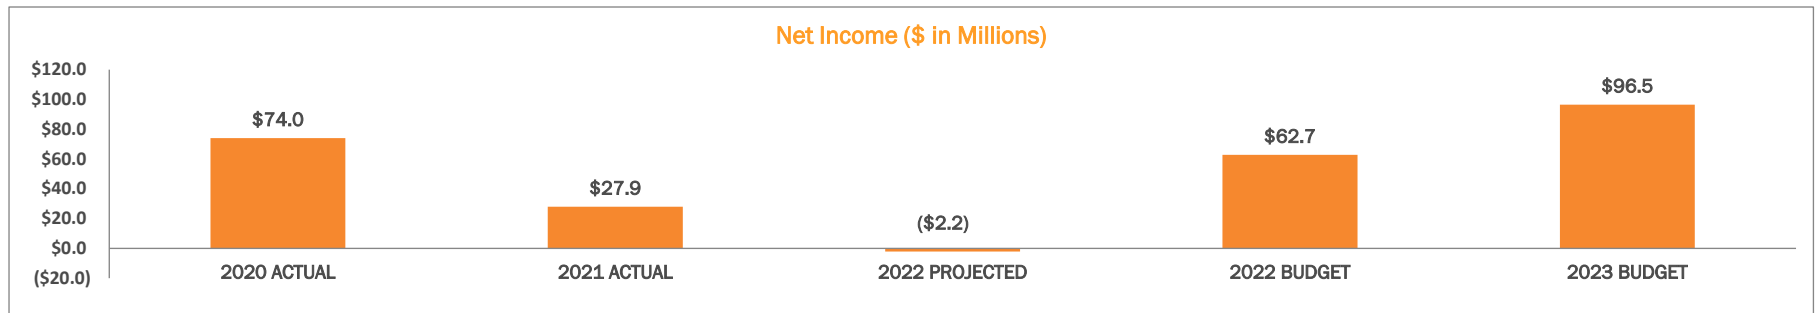 Net Income ($ in Millions)
$120.0
$100.0
$80.0
$60.0
$40.0
$20.0
$0.0
($20.0)
$74.0
$27.9
($2.2)
$62.7
$96.5
2020 ACTUAL
2021 ACTUAL
2022 PROJECTED
2022 BUDGET
2023 BUDGET